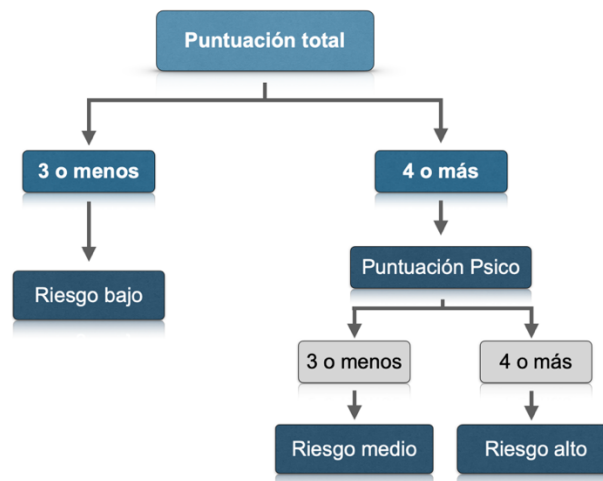 Puntuación total
3 o menos
4 o más
Riesgo bajo
Puntuación Psico
3 o menos
4 o más
Riesgo medio
Riesgo alto